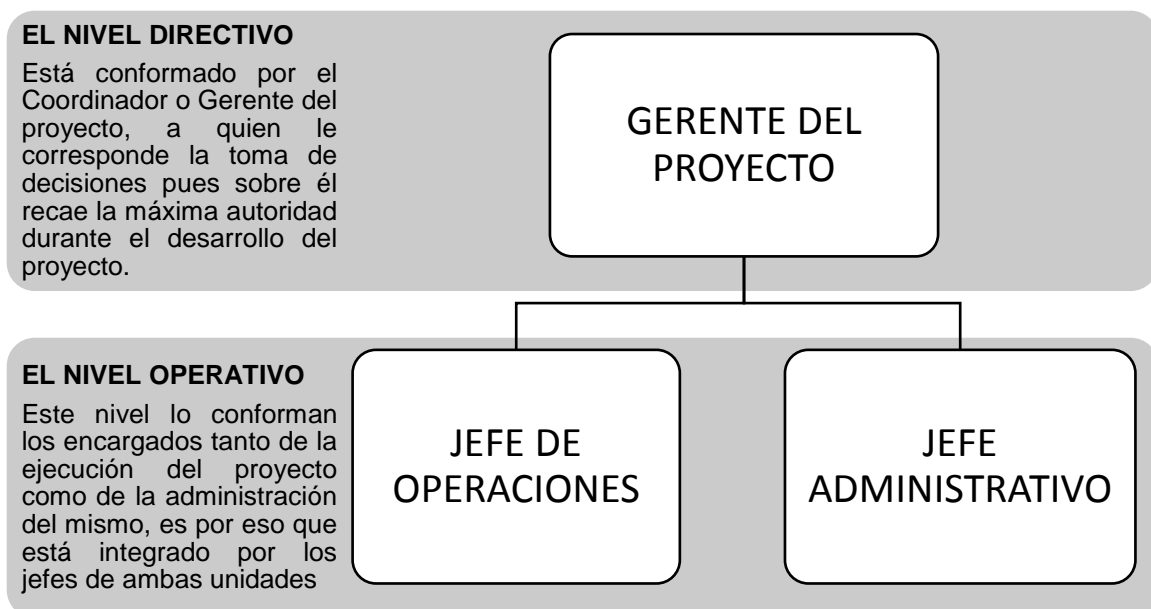 EL NIVEL DIRECTIVO
Está conformado por el
Coordinador o Gerente del
proyecto, a quien le
corresponde la toma de
decisiones pues sobre él
recae la máxima autoridad
durante el desarrollo del
proyecto.
GERENTE DEL
PROYECTO
EL NIVEL OPERATIVO
Este nivel lo conforman
los encargados tanto de la
ejecución del proyecto
como de la administración
del mismo, es por eso que
está integrado por los
jefes de ambas unidades
JEFE DE
OPERACIONES
JEFE
ADMINISTRATIVO